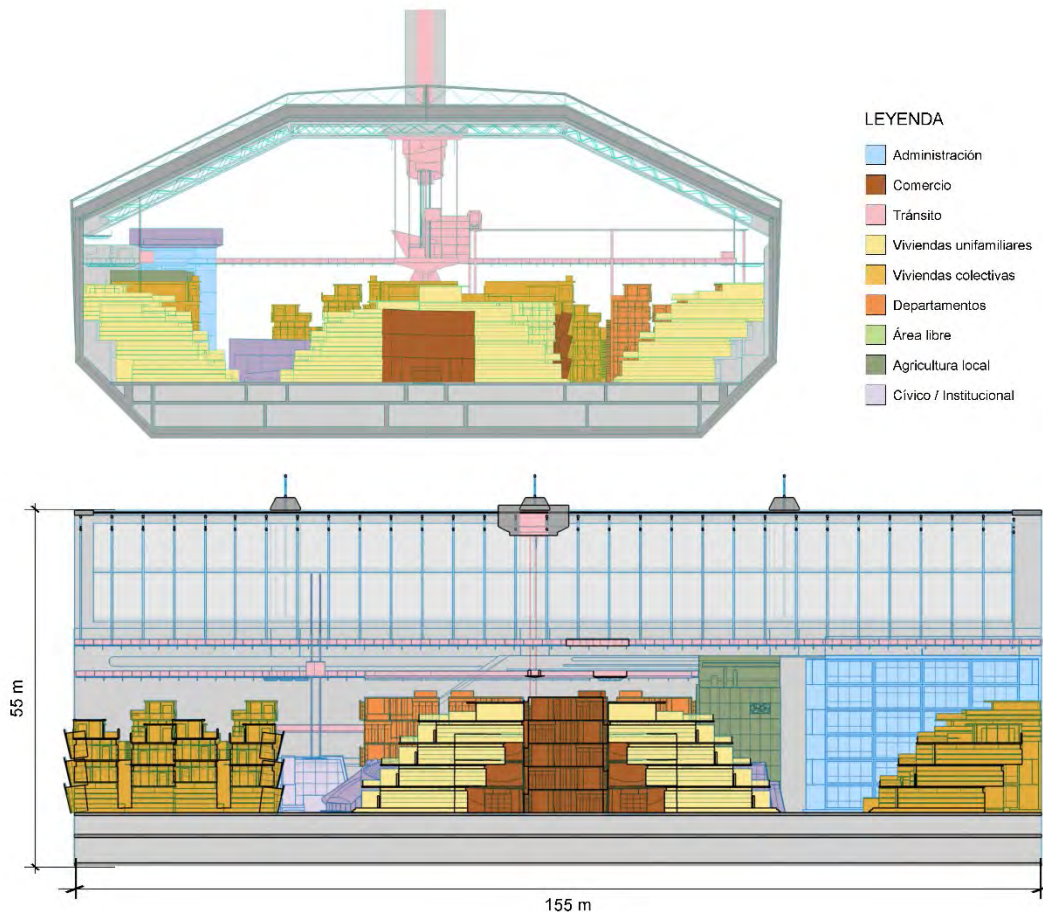 LEYENDA
Administración
Comercio
Tránsito
Viviendas unifamiliares
Viviendas colectivas
Departamentos
Área libre
Agricultura local
Cívico / Institucional
55 m
155 m